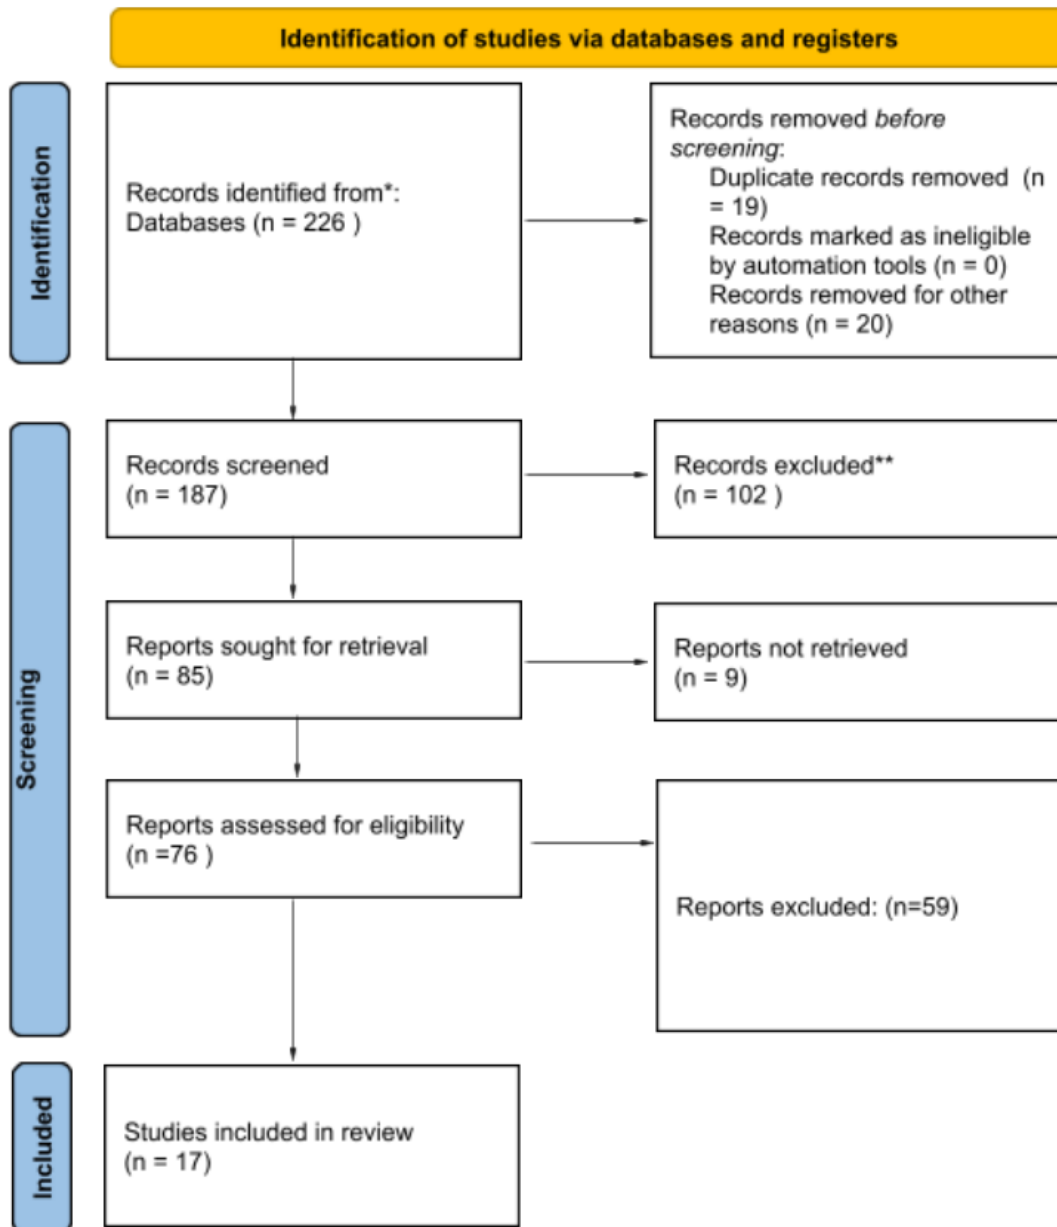 Identification of studies via databases and registers
Identification
Records identified from*:
Databases (n = 226 )
Records removed before
screening:
Duplicate records removed (n
= 19)
Records marked as ineligible
by automation tools (n = 0)
Records removed for other
reasons (n = 20)
Screening
Records screened
(n = 187)
Records excluded**
(n = 102 )
Reports sought for retrieval
(n = 85)
Reports not retrieved
(n = 9)
Reports assessed for eligibility
(n =76 )
Reports excluded: (n=59)
Included
Studies included in review
(n = 17)